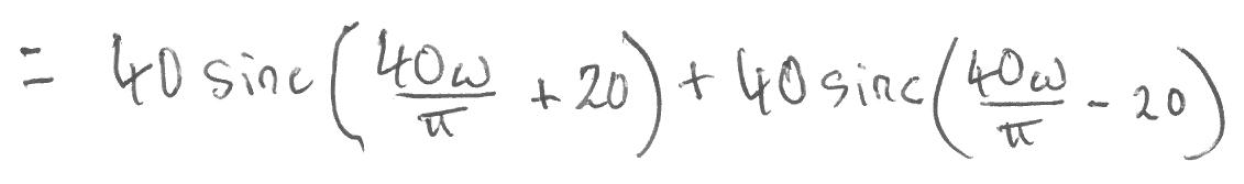 = 40 sinc(40ω/π + 20) + 40 sinc(40ω/π - 20)